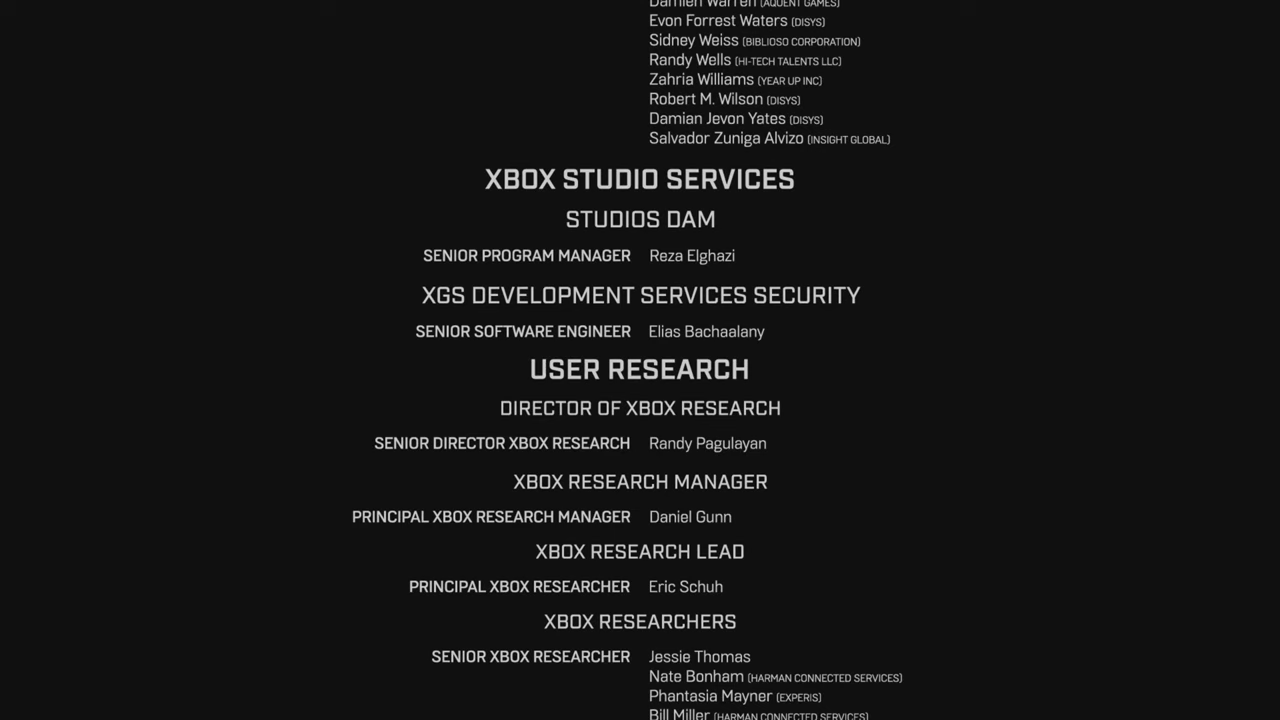 Damien Warren (AQUENT GAMES)
Evon Forrest Waters (DISYS)
Sidney Weiss (BIBLIOSO CORPORATION)
Randy Wells (HI-TECH TALENTS LLC)
Zahria Williams (YEAR UP INC)
Robert M. Wilson (DISYS)
Damian Jevon Yates (DISYS)
Salvador Zuniga Alvizo (INSIGHT GLOBAL)
XBOX STUDIO SERVICES
STUDIOS DAM
SENIOR PROGRAM MANAGER Reza Elghazi
XGS DEVELOPMENT SERVICES SECURITY
SENIOR SOFTWARE ENGINEER Elias Bachaalany
USER RESEARCH
DIRECTOR OF XBOX RESEARCH
SENIOR DIRECTOR XBOX RESEARCH Randy Pagulayan
XBOX RESEARCH MANAGER
PRINCIPAL XBOX RESEARCH MANAGER Daniel Gunn
XBOX RESEARCH LEAD
PRINCIPAL XBOX RESEARCHER Eric Schuh
XBOX RESEARCHERS
SENIOR XBOX RESEARCHER Jessie Thomas
Nate Bonham (HARMAN CONNECTED SERVICES)
Phantasia Mayner (EXPERIS)
Bill Miller (HARMAN CONNECTED SERVICES)